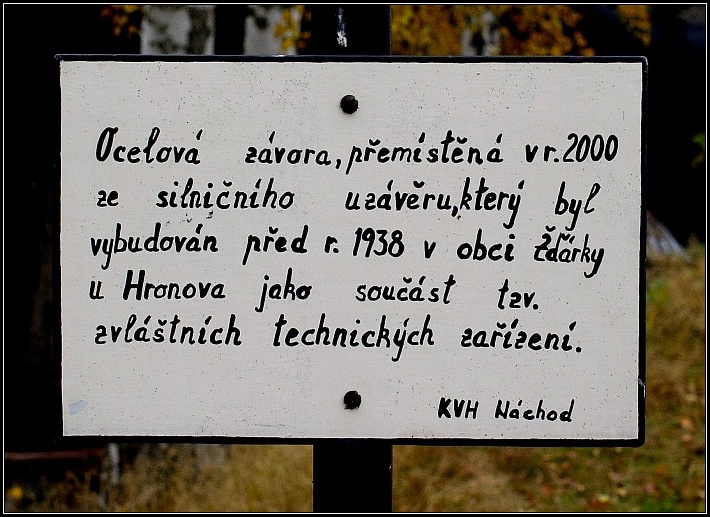 Ocelová závora, přemístěná v r. 2000
ze silničního uzávěru, který byl
vybudován před r. 1938 v obci Žďárky
u Hronova jako součást tzv.
zvláštních technických zařízení.
KVH Náchod